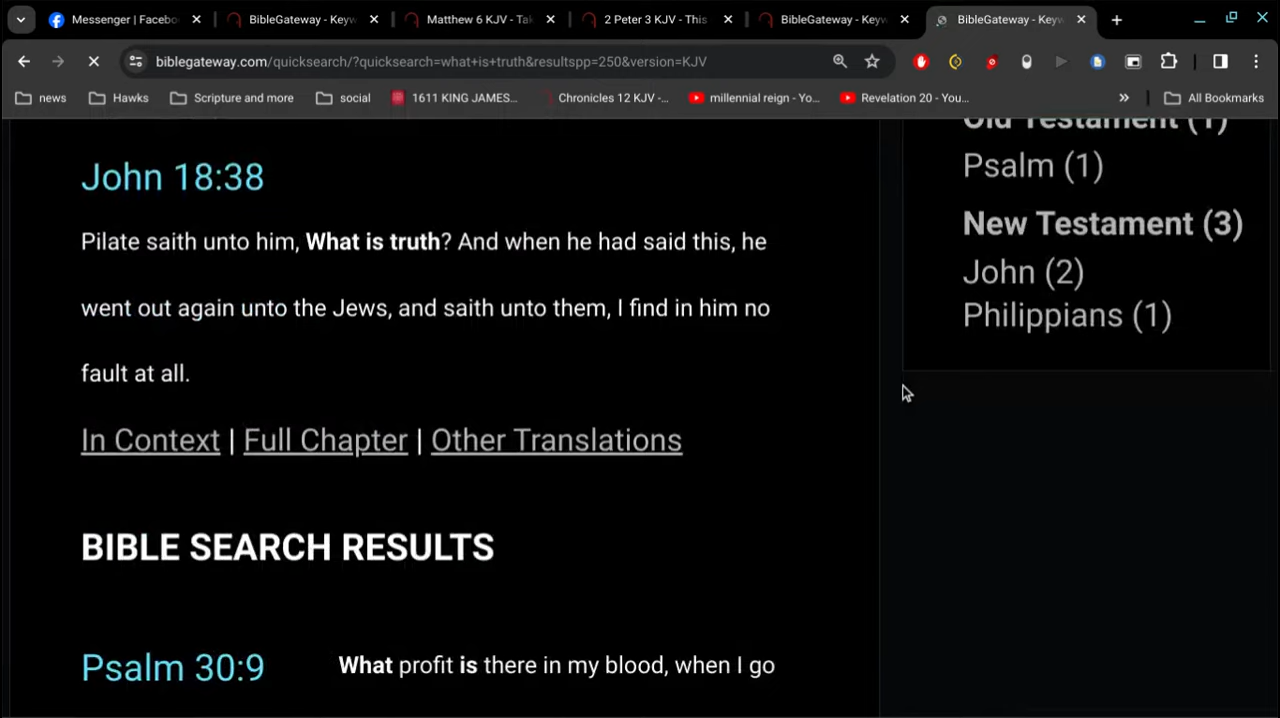 Messenger | Facebo
BibleGateway - Keyw
Matthew 6 KJV - Tak
2 Peter 3 KJV - This
BibleGateway - Keyw
BibleGateway - Keyw
biblegateway.com/quicksearch/?quicksearch=what+is+truth&resultspp=250&version=KJV
news
Hawks
Scripture and more
social
1611 KING JAMES...
Chronicles 12 KJV -...
millennial reign - Yo...
Revelation 20 - You...
All Bookmarks
John 18:38
Pilate saith unto him, What is truth? And when he had said this, he
went out again unto the Jews, and saith unto them, I find in him no
fault at all.
In Context | Full Chapter | Other Translations
BIBLE SEARCH RESULTS
Psalm 30:9
What profit is there in my blood, when I go
Old Testament (1)
Psalm (1)
New Testament (3)
John (2)
Philippians (1)